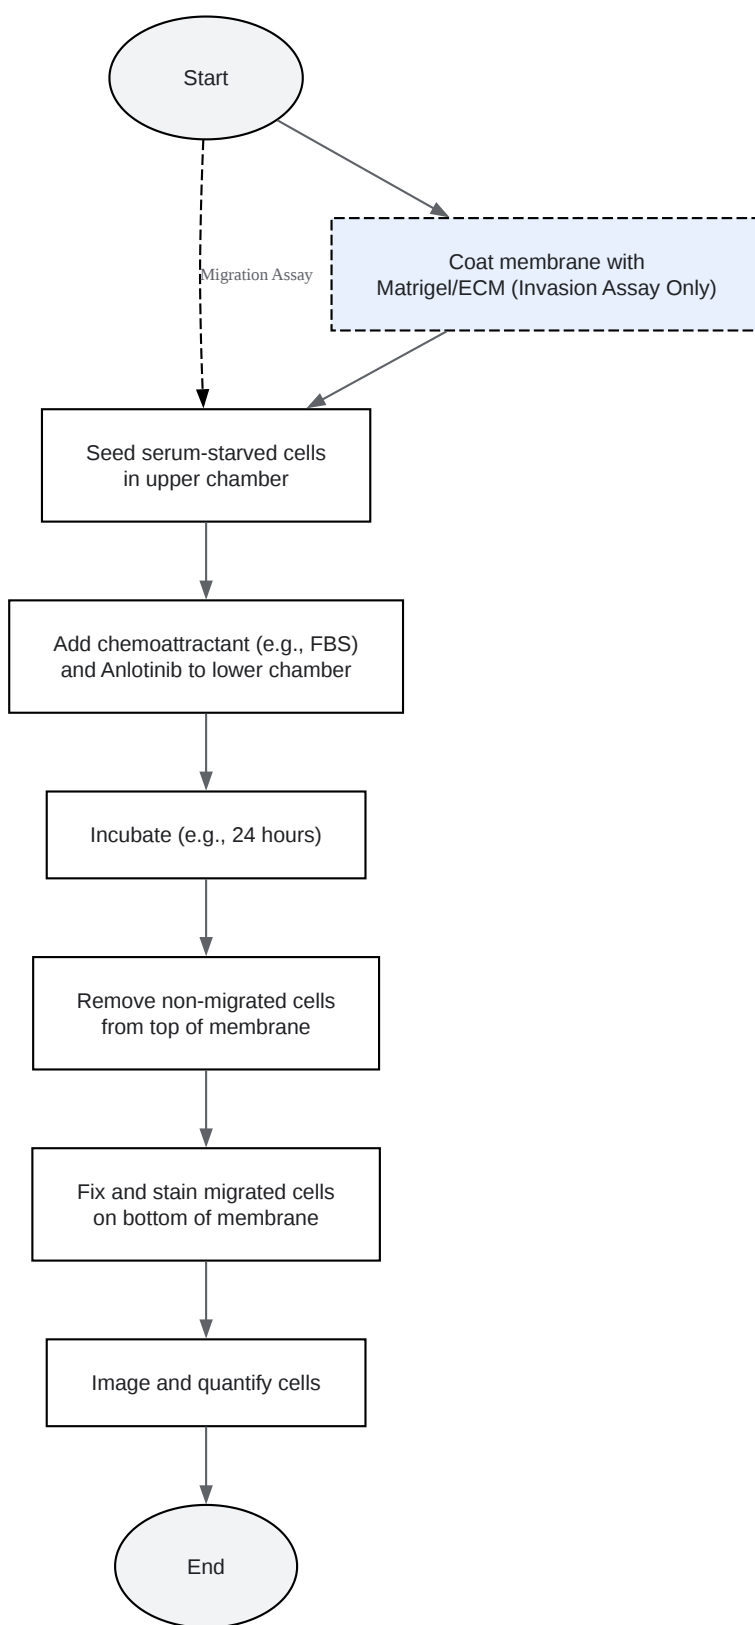 Start
Migration Assay
Coat membrane with
Matrigel/ECM (Invasion Assay Only)
Seed serum-starved cells
in upper chamber
Add chemoattractant (e.g., FBS)
and Anlotinib to lower chamber
Incubate (e.g., 24 hours)
Remove non-migrated cells
from top of membrane
Fix and stain migrated cells
on bottom of membrane
Image and quantify cells
End